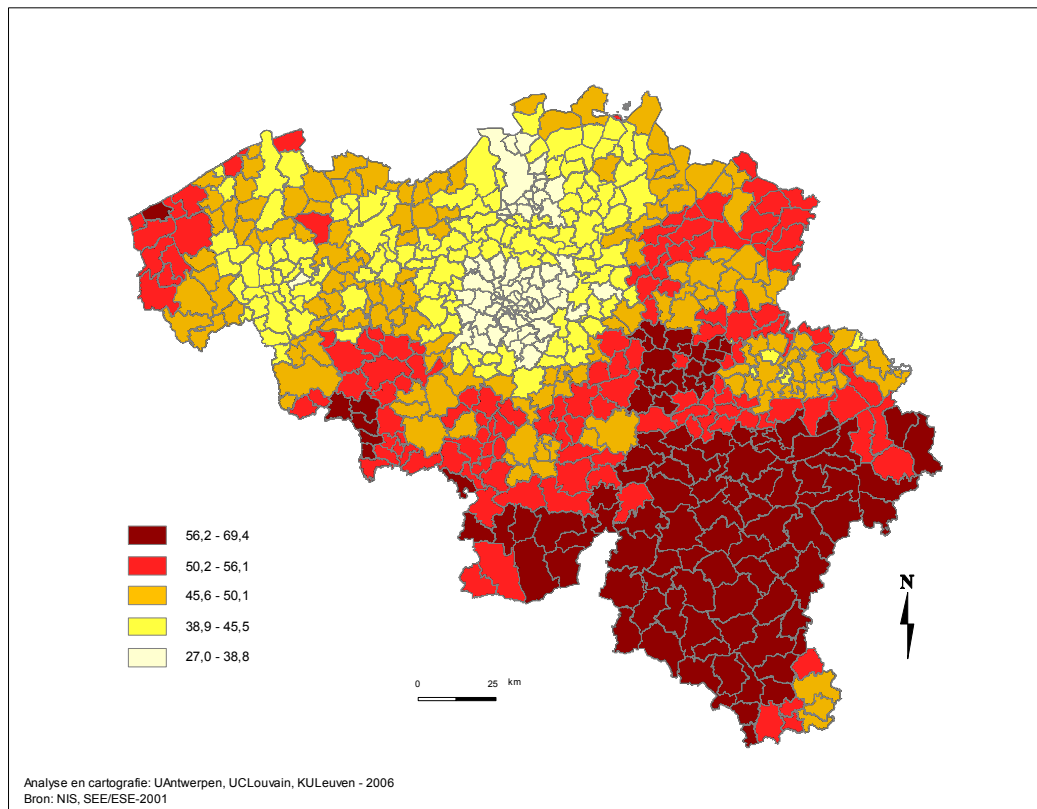 56,2 - 69,4
50,2 - 56,1
45,6 - 50,1
38,9 - 45,5
27,0 - 38,8
N
0 25 km
Analyse en cartografie: UAntwerpen, UCLouvain, KULeuven - 2006
Bron: NIS, SEE/ESE-2001